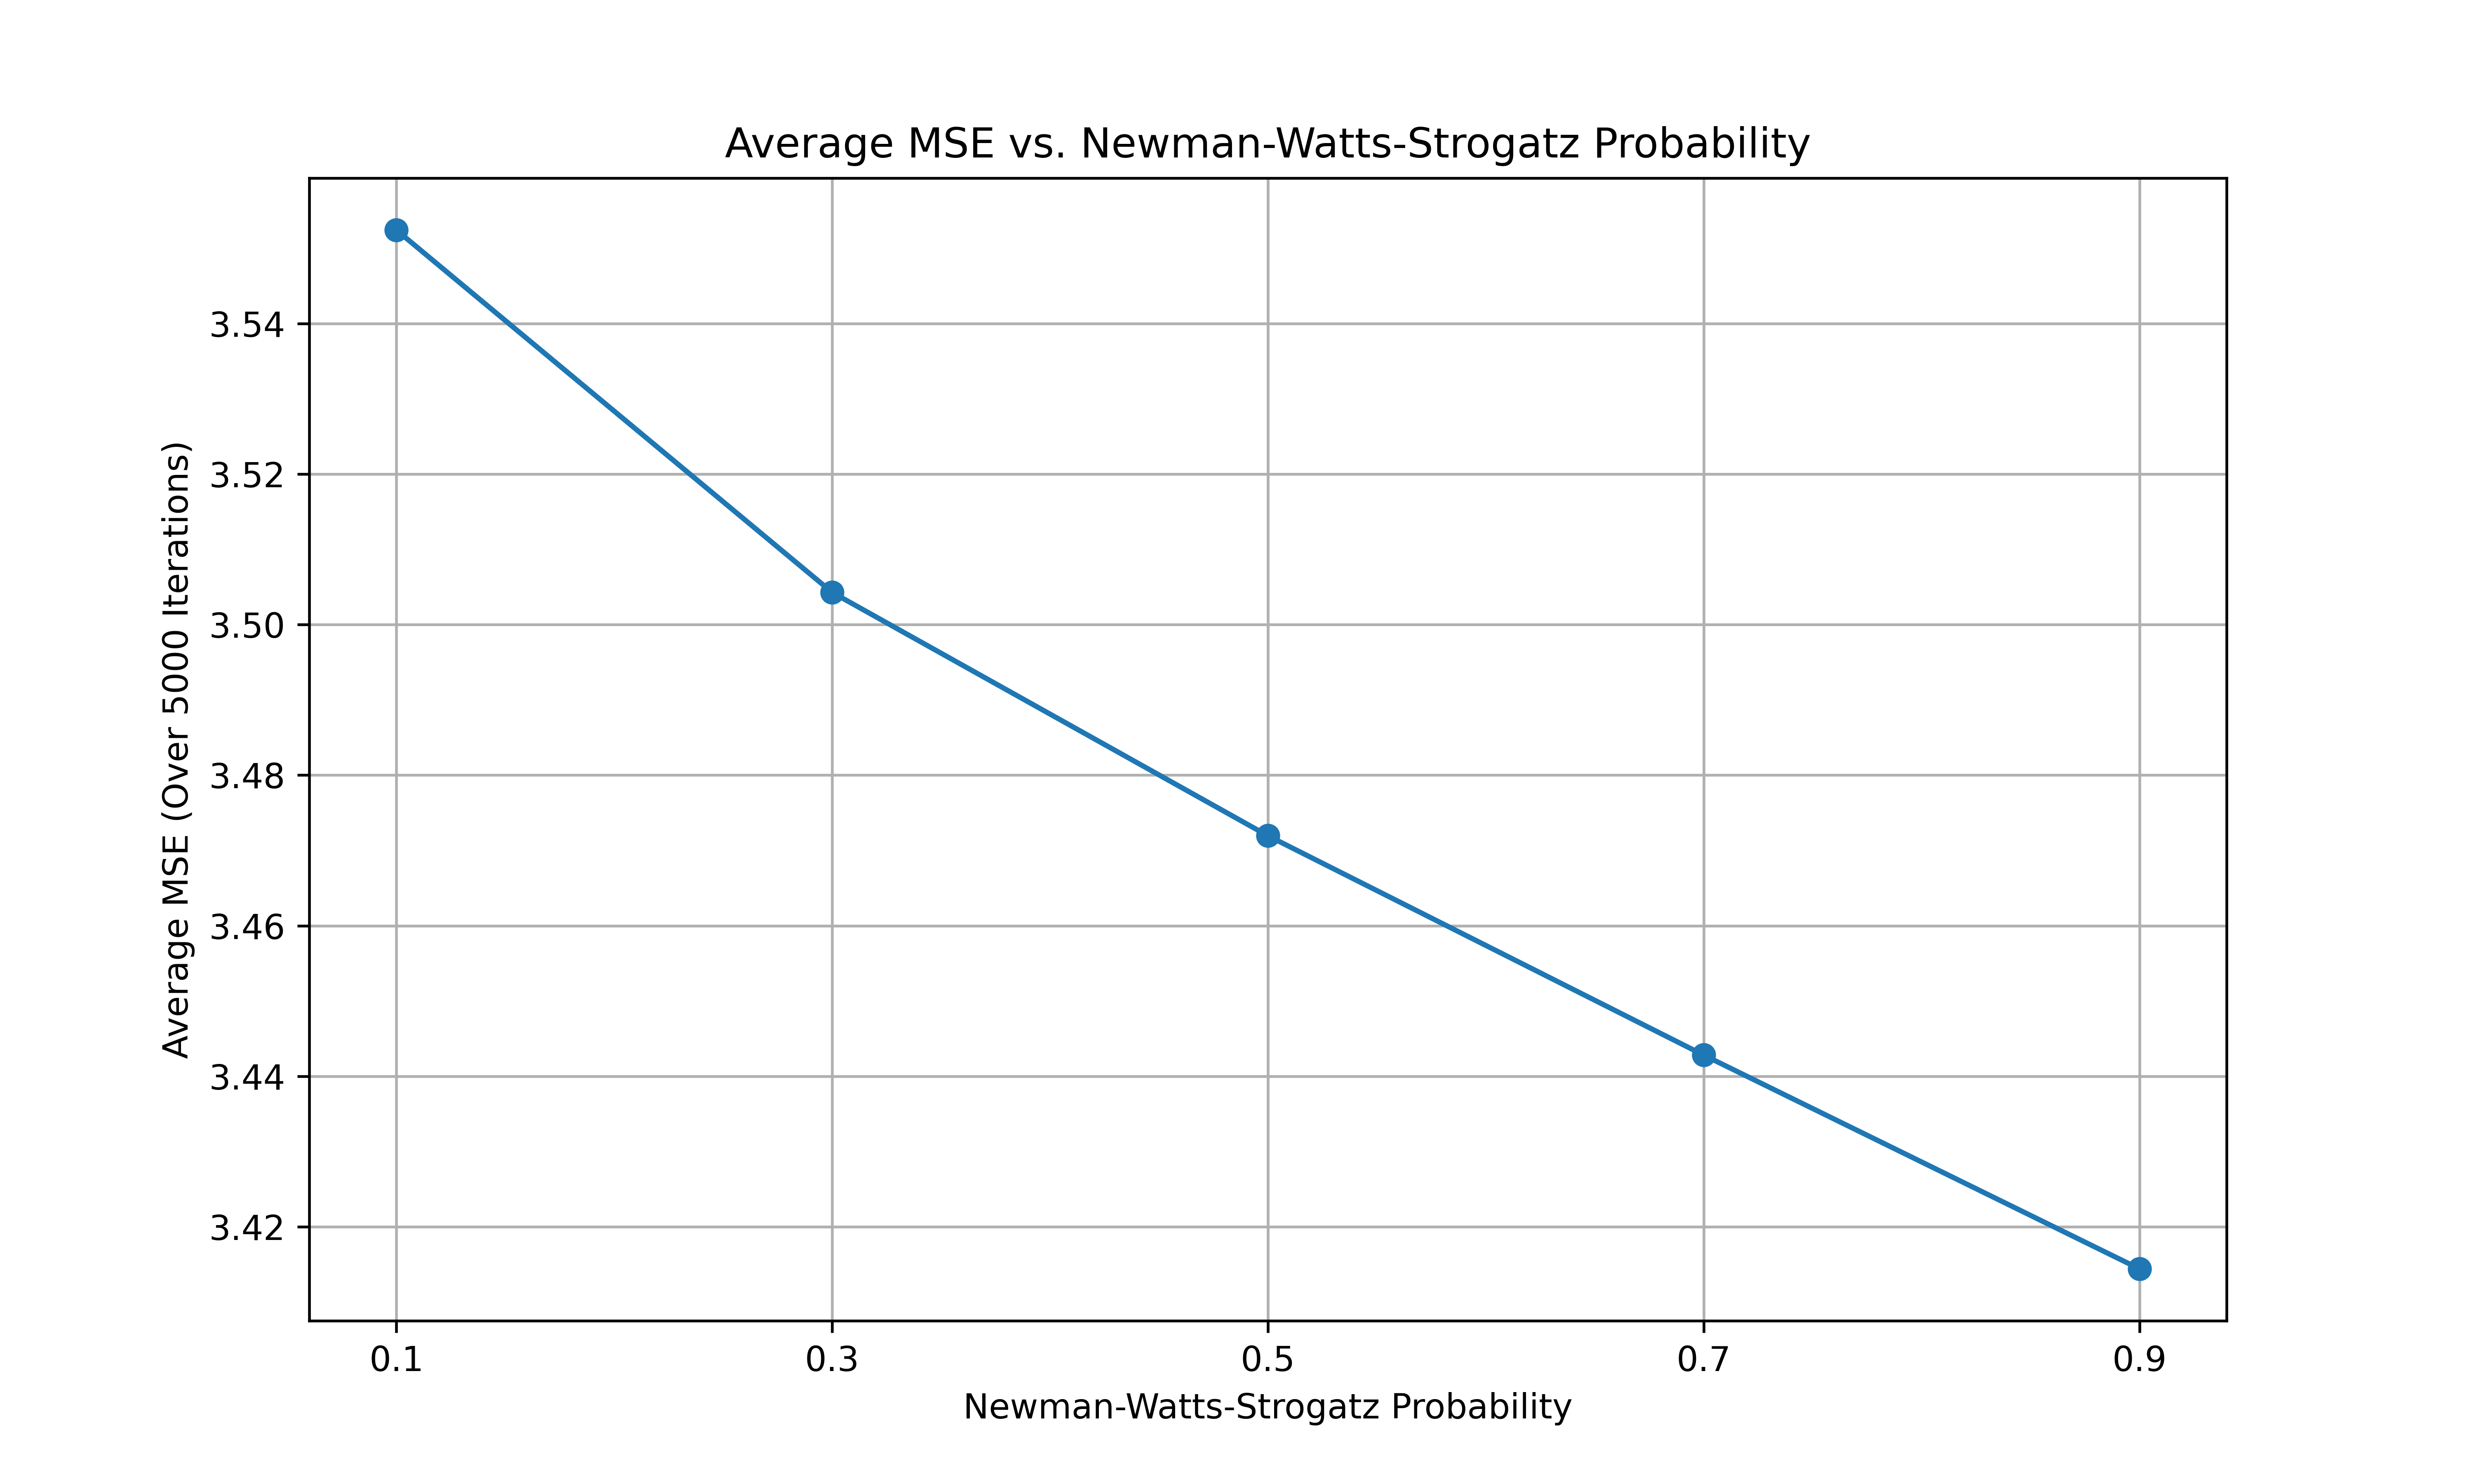 Average MSE vs. Newman-Watts-Strogatz Probability
Average MSE (Over 5000 Iterations)
3.54
3.52
3.50
3.48
3.46
3.44
3.42
0.1 0.3 0.5 0.7 0.9
Newman-Watts-Strogatz Probability